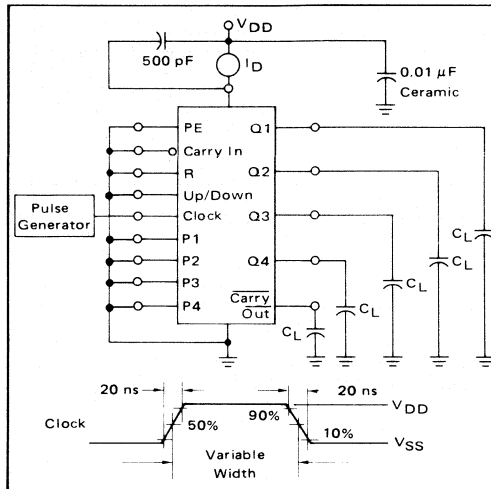 VDD
500 pF
ID
0.01 µF
Ceramic
PE
Q1
Carry In
R
Q2
Up/Down
Pulse
Generator
Clock
Q3
P1
P2
Q4
P3
P4
Carry
Out
CL
CL
CL
CL
CL
20 ns
20 ns
Clock
50%
90%
10%
VDD
VSS
Variable
Width